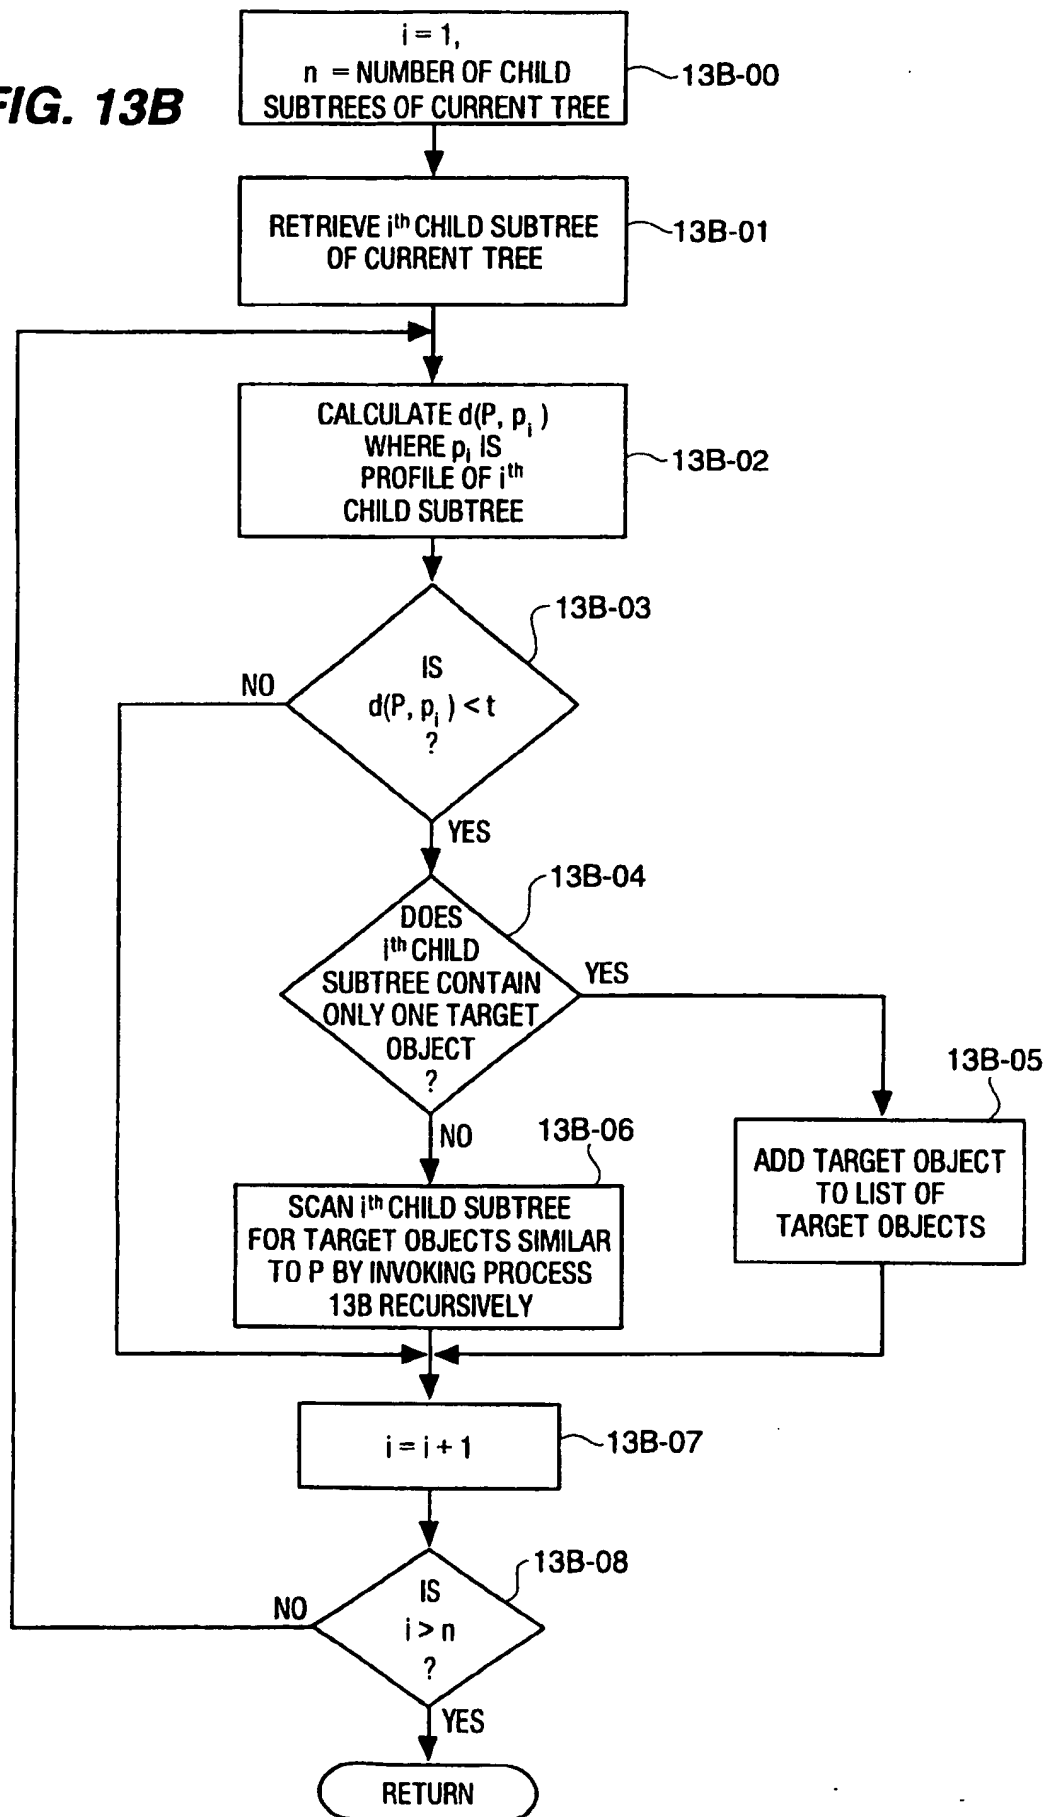 FIG. 13B
i = 1,
n = NUMBER OF CHILD
SUBTREES OF CURRENT TREE
13B-00
RETRIEVE ith CHILD SUBTREE
OF CURRENT TREE
13B-01
CALCULATE d(P, pi )
WHERE pi IS
PROFILE OF ith
CHILD SUBTREE
13B-02
13B-03
IS
d(P, pi ) < t
?
NO
YES
13B-04
DOES
ith CHILD
SUBTREE CONTAIN
ONLY ONE TARGET
OBJECT
?
YES
NO
13B-05
ADD TARGET OBJECT
TO LIST OF
TARGET OBJECTS
13B-06
SCAN ith CHILD SUBTREE
FOR TARGET OBJECTS SIMILAR
TO P BY INVOKING PROCESS
13B RECURSIVELY
i = i + 1
13B-07
13B-08
IS
i > n
?
NO
YES
RETURN